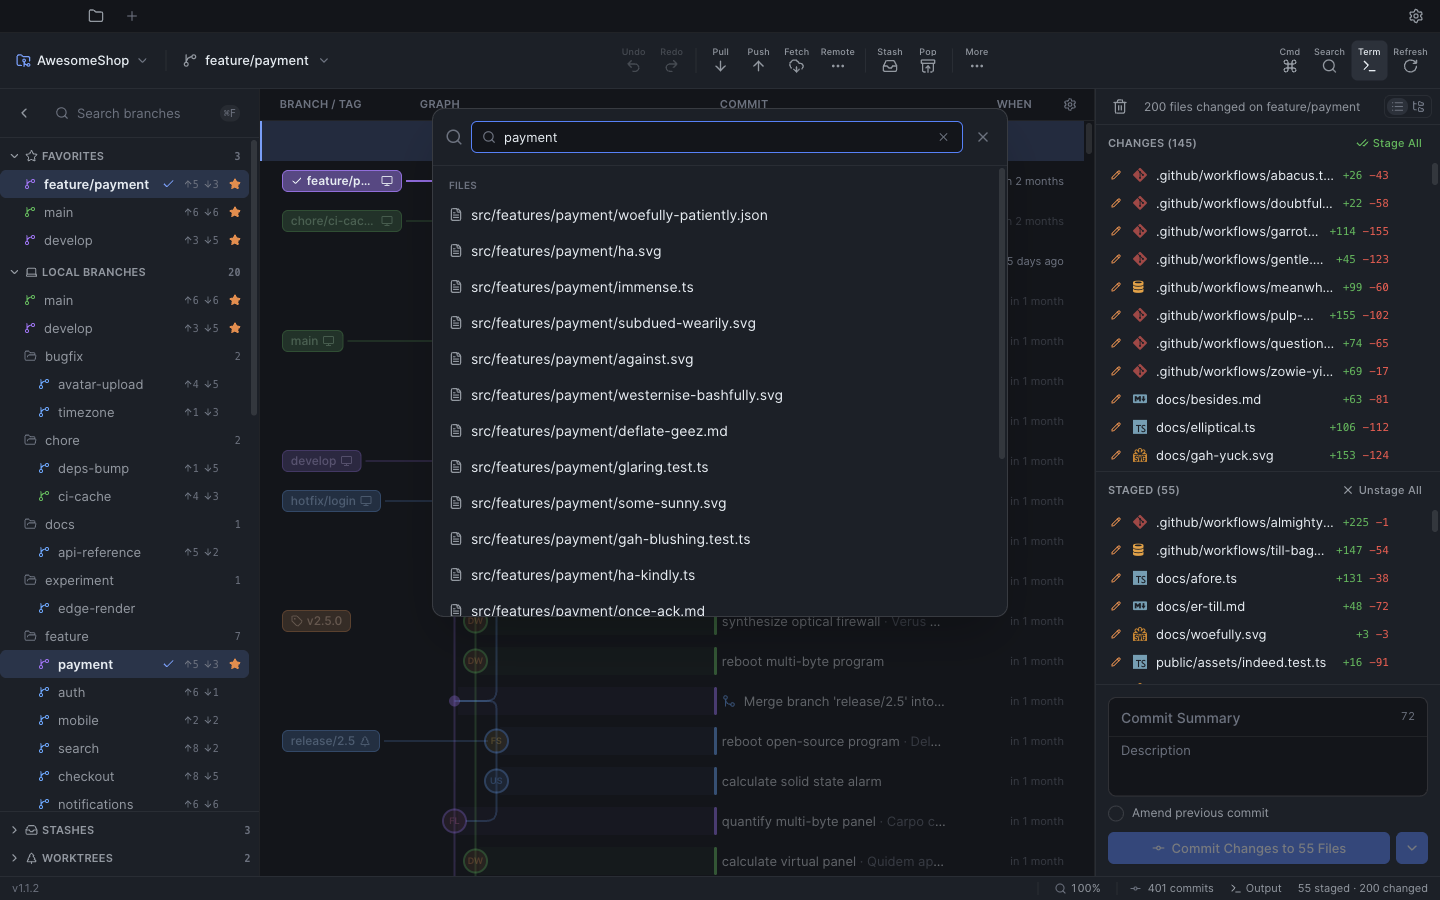 AwesomeShop
feature/payment
Undo
Redo
Pull
Push
Fetch
Remote
Stash
Pop
More
Cmd
Search
Term
Refresh
Search branches
⌘F
FAVORITES 3
feature/payment ↑5 ↓3
main ↑6 ↓6
develop ↑3 ↓5
LOCAL BRANCHES 20
main ↑6 ↓6
develop ↑3 ↓5
bugfix 2
avatar-upload ↑4 ↓5
timezone ↑1 ↓3
chore 2
deps-bump ↑1 ↓5
ci-cache ↑4 ↓3
docs 1
api-reference ↑5 ↓2
experiment 1
edge-render
feature 7
payment ↑5 ↓3
auth ↑6 ↓1
mobile ↑2 ↓2
search ↑8 ↓2
checkout ↑8 ↓5
notifications ↑6 ↓6
STASHES 3
WORKTREES 2
BRANCH / TAG
GRAPH
COMMIT
WHEN
feature/p...
chore/ci-cac...
main
develop
hotfix/login
v2.5.0
release/2.5
payment
FILES
src/features/payment/woefully-patiently.json
src/features/payment/ha.svg
src/features/payment/immense.ts
src/features/payment/subdued-wearily.svg
src/features/payment/against.svg
src/features/payment/westernise-bashfully.svg
src/features/payment/deflate-geez.md
src/features/payment/glaring.test.ts
src/features/payment/some-sunny.svg
src/features/payment/gah-blushing.test.ts
src/features/payment/ha-kindly.ts
src/features/payment/once-ack.md
n 2 months
n 2 months
5 days ago
in 1 month
in 1 month
in 1 month
in 1 month
in 1 month
in 1 month
in 1 month
in 1 month
DW synthesize optical firewall · Verus ... in 1 month
DW reboot multi-byte program in 1 month
Merge branch 'release/2.5' into... in 1 month
FS reboot open-source program · Del... in 1 month
US calculate solid state alarm in 1 month
FL quantify multi-byte panel · Carpo c... in 1 month
DW calculate virtual panel · Quidem ap... in 1 month
200 files changed on feature/payment
CHANGES (145)
Stage All
.github/workflows/abacus.t... +26 −43
.github/workflows/doubtful... +22 −58
.github/workflows/garrot... +114 −155
.github/workflows/gentle.... +45 −123
.github/workflows/meanwh... +99 −60
.github/workflows/pulp-... +155 −102
.github/workflows/question... +74 −65
.github/workflows/zowie-yi... +69 −17
docs/besides.md +63 −81
docs/elliptical.ts +106 −112
docs/gah-yuck.svg +153 −124
STAGED (55)
Unstage All
.github/workflows/almighty... +225 −1
.github/workflows/till-bag... +147 −54
docs/afore.ts +131 −38
docs/er-till.md +48 −72
docs/woefully.svg +3 −3
public/assets/indeed.test.ts +16 −91
Commit Summary 72
Description
Amend previous commit
Commit Changes to 55 Files
v1.1.2
100%
401 commits
Output
55 staged · 200 changed